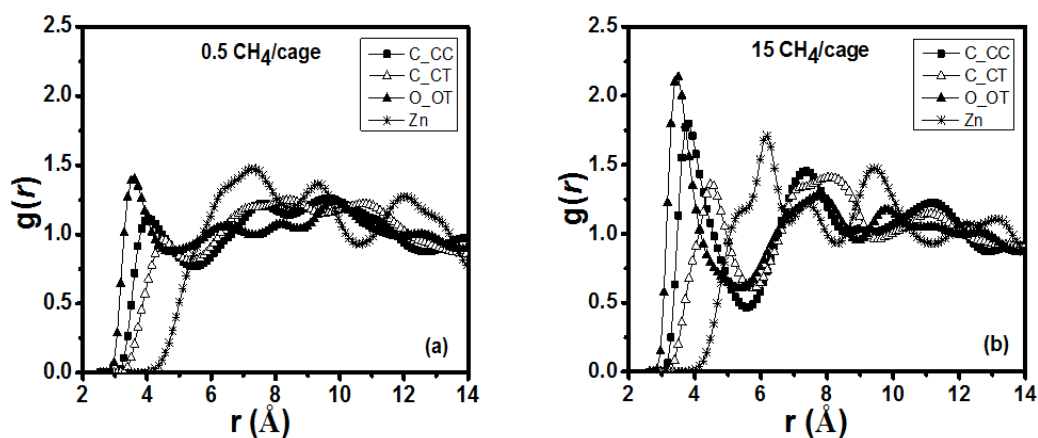 2.5
2.0
1.5
1.0
0.5
0.0
g(r)
0.5 CH4/cage
C_CC
C_CT
O_OT
Zn
(a)
2 4 6 8 10 12 14
r (Å)
2.5
2.0
1.5
1.0
0.5
0.0
g(r)
15 CH4/cage
C_CC
C_CT
O_OT
Zn
(b)
2 4 6 8 10 12 14
r (Å)